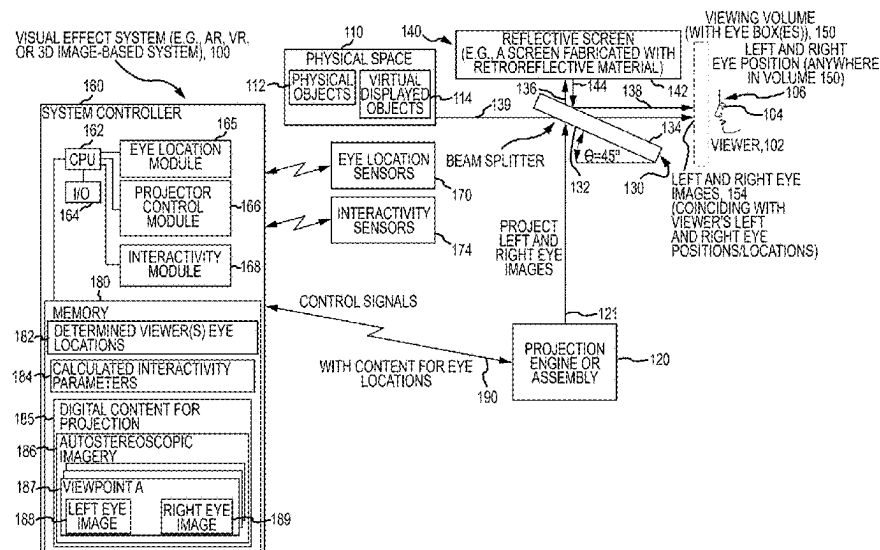 VISUAL EFFECT SYSTEM (E.G., AR, VR,
OR 3D IMAGE-BASED SYSTEM), 100
110
PHYSICAL SPACE
112
PHYSICAL
OBJECTS
VIRTUAL
DISPLAYED
OBJECTS
114
140
REFLECTIVE SCREEN
(E.G., A SCREEN FABRICATED WITH
RETROREFLECTIVE MATERIAL)
142
144
136
138
139
VIEWING VOLUME
(WITH EYE BOX(ES)), 150
LEFT AND RIGHT
EYE POSITION (ANYWHERE
IN VOLUME 150)
106
104
VIEWER, 102
134
BEAM SPLITTER
132
Θ=45°
130
LEFT AND RIGHT EYE
IMAGES, 154
(COINCIDING WITH
VIEWER'S LEFT
AND RIGHT EYE
POSITIONS/LOCATIONS)
160
SYSTEM CONTROLLER
162
CPU
I/O
164
165
EYE LOCATION
MODULE
PROJECTOR
CONTROL
MODULE
166
INTERACTIVITY
MODULE
168
EYE LOCATION
SENSORS
170
INTERACTIVITY
SENSORS
174
PROJECT
LEFT AND
RIGHT EYE
IMAGES
121
PROJECTION
ENGINE OR
ASSEMBLY
120
CONTROL SIGNALS
WITH CONTENT FOR EYE
LOCATIONS
190
180
MEMORY
182
DETERMINED VIEWER(S) EYE
LOCATIONS
184
CALCULATED INTERACTIVITY
PARAMETERS
185
DIGITAL CONTENT FOR
PROJECTION
186
AUTOSTEREOSCOPIC
IMAGERY
187
VIEWPOINT A
188
LEFT EYE
IMAGE
RIGHT EYE
IMAGE
189